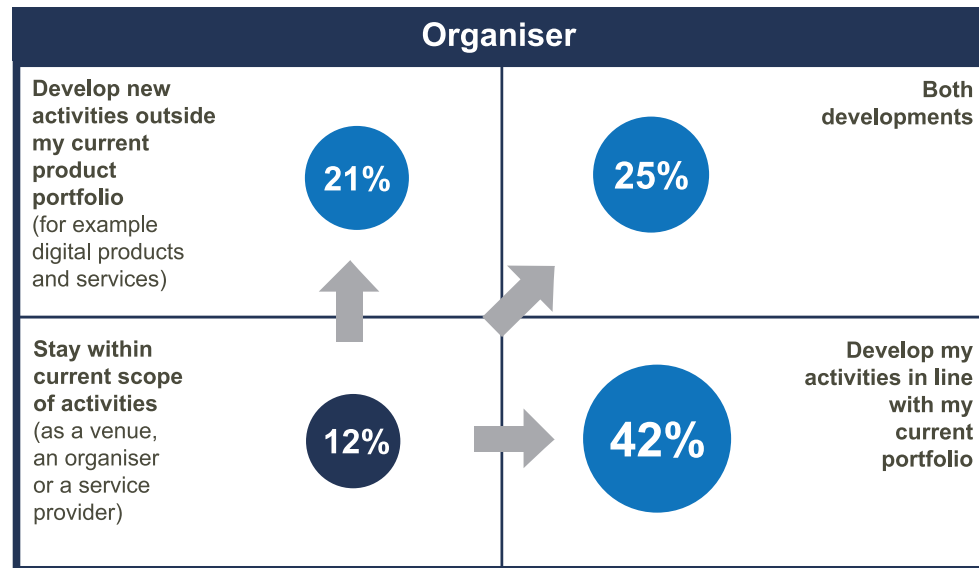 Organiser
Develop new
activities outside
my current
product
portfolio
(for example
digital products
and services)
21%
25%
Both
developments
Stay within
current scope
of activities
(as a venue,
an organiser
or a service
provider)
12%
42%
Develop my
activities in line
with my
current
portfolio